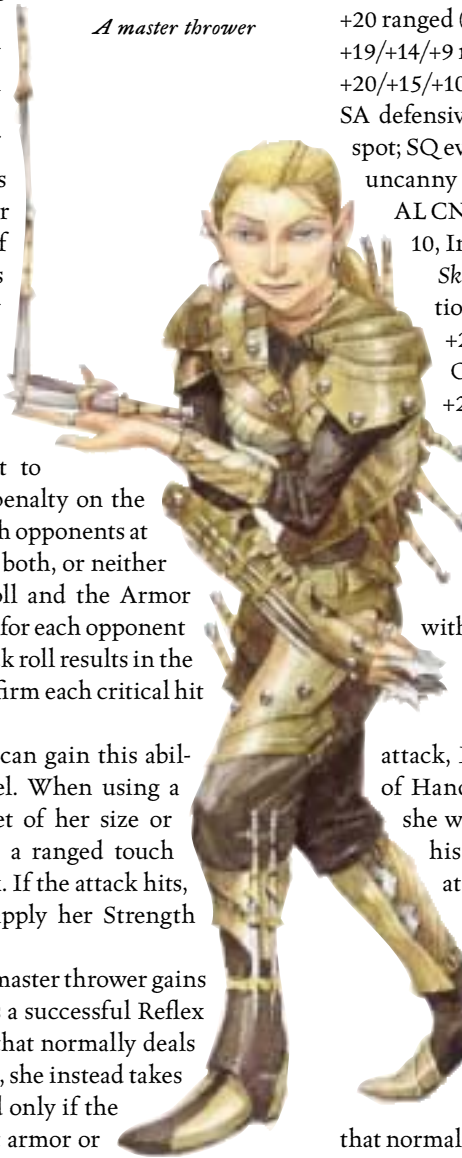 A master thrower
s
r
f
s
t to
penalty on the
h opponents at
both, or neither
oll and the Armor
for each opponent
k roll results in the
firm each critical hit
can gain this abil-
el. When using a
et of her size or
a ranged touch
k. If the attack hits,
pply her Strength
master thrower gains
s a successful Reflex
that normally deals
, she instead takes
d only if the
armor or
+20 ranged (
+19/+14/+9
+20/+15/+10
SA defensiv
spot; SQ ev
uncanny
AL CN
10, In
Sk
tio
+2
C
+2
with
attack,
of Hand
she w
his
at
that normal